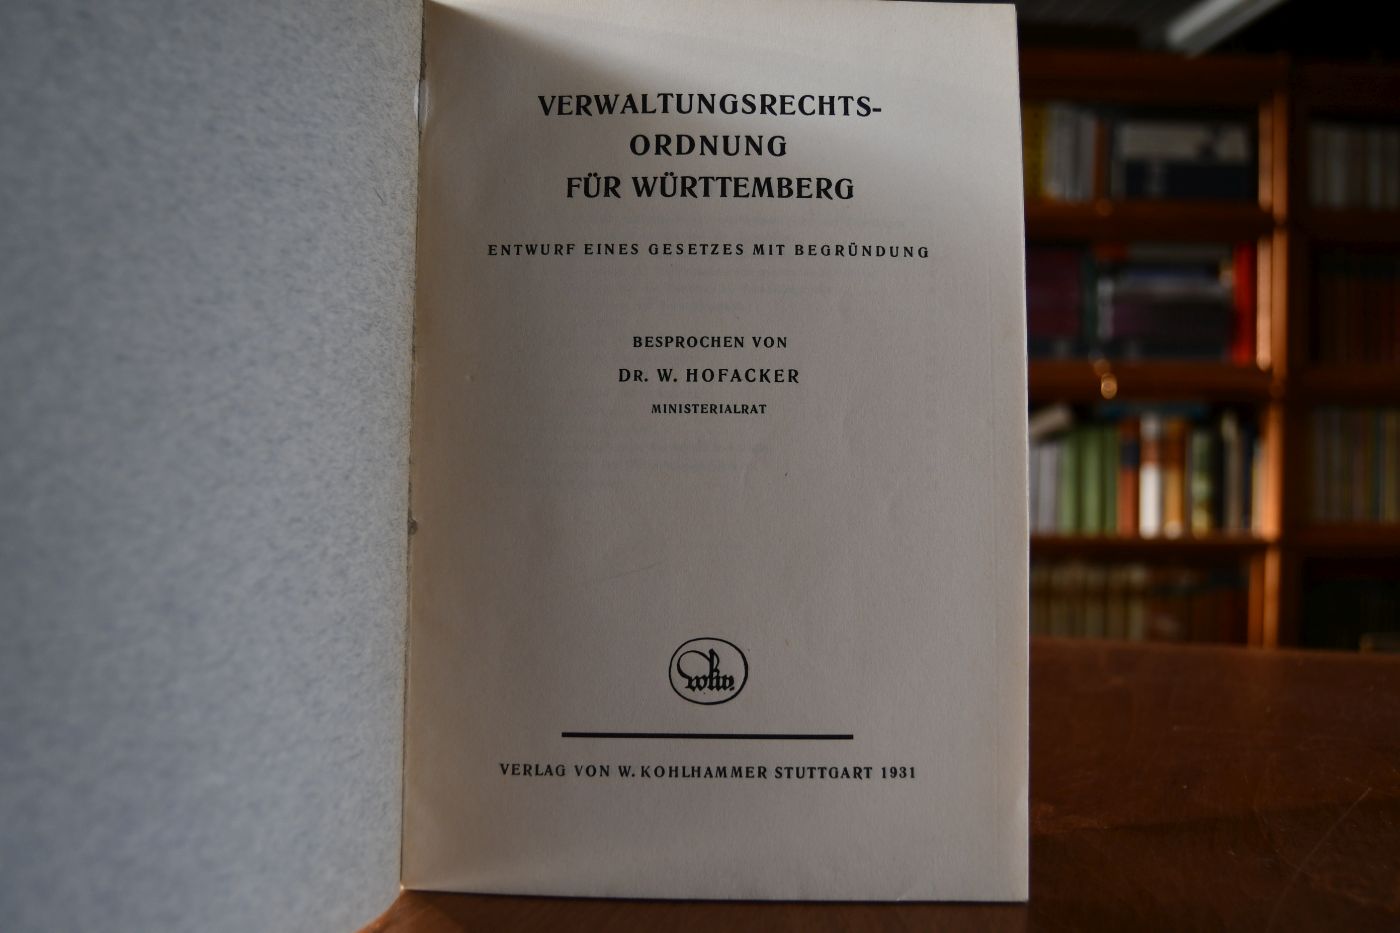 VERWALTUNGSRECHTS-
ORDNUNG
FÜR WÜRTTEMBERG
ENTWURF EINES GESETZES MIT BEGRÜNDUNG
BESPROCHEN VON
DR. W. HOFACKER
MINISTERIALRAT
VERLAG VON W. KOHLHAMMER STUTTGART 1931